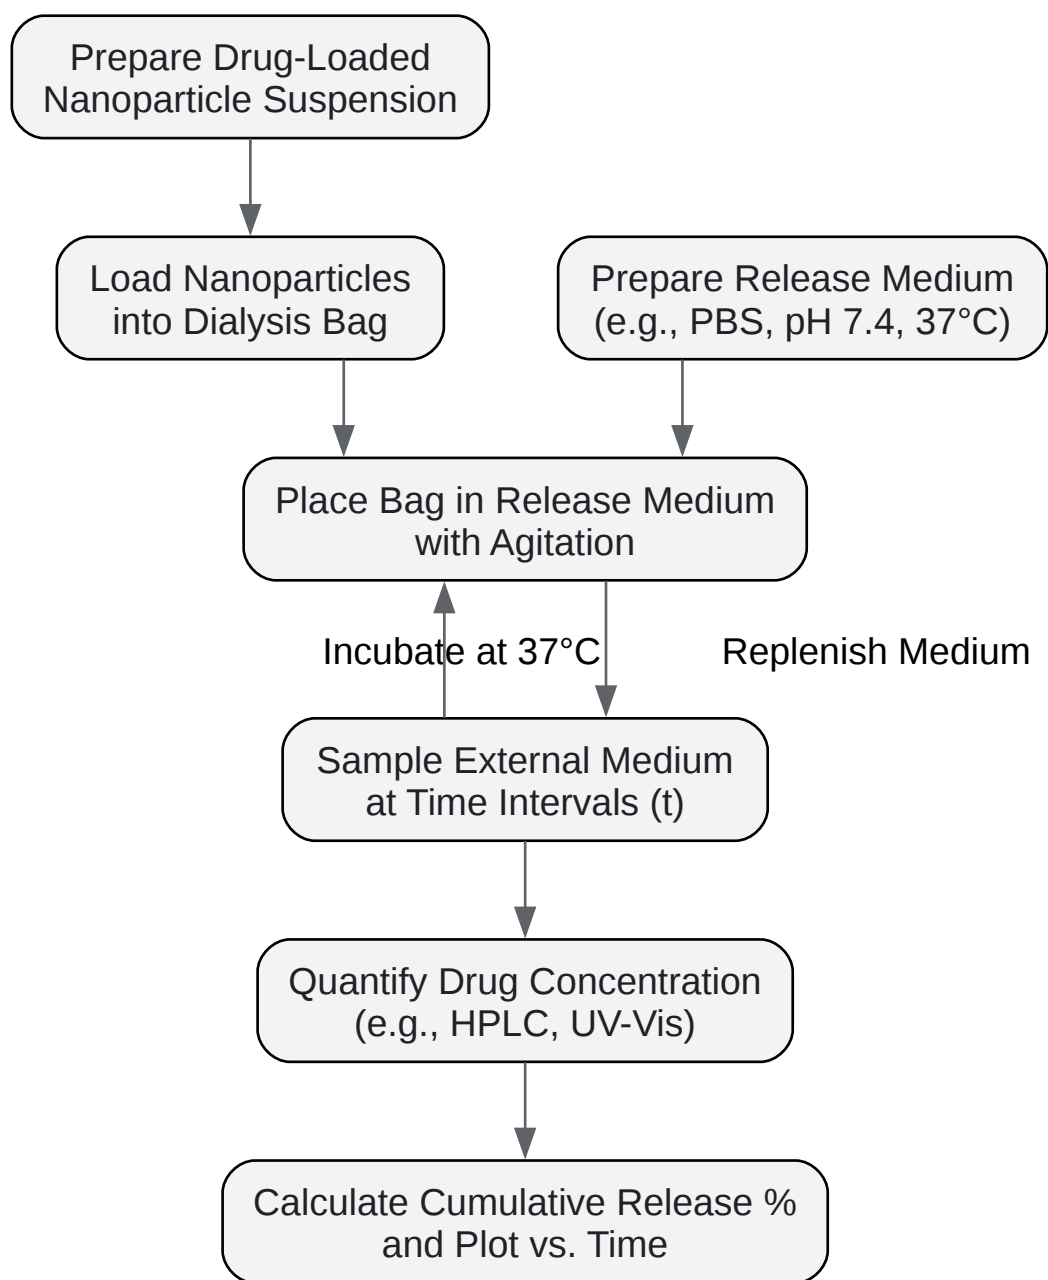 Prepare Drug-Loaded
Nanoparticle Suspension
Load Nanoparticles
into Dialysis Bag
Prepare Release Medium
(e.g., PBS, pH 7.4, 37°C)
Place Bag in Release Medium
with Agitation
Incubate at 37°C
Replenish Medium
Sample External Medium
at Time Intervals (t)
Quantify Drug Concentration
(e.g., HPLC, UV-Vis)
Calculate Cumulative Release %
and Plot vs. Time